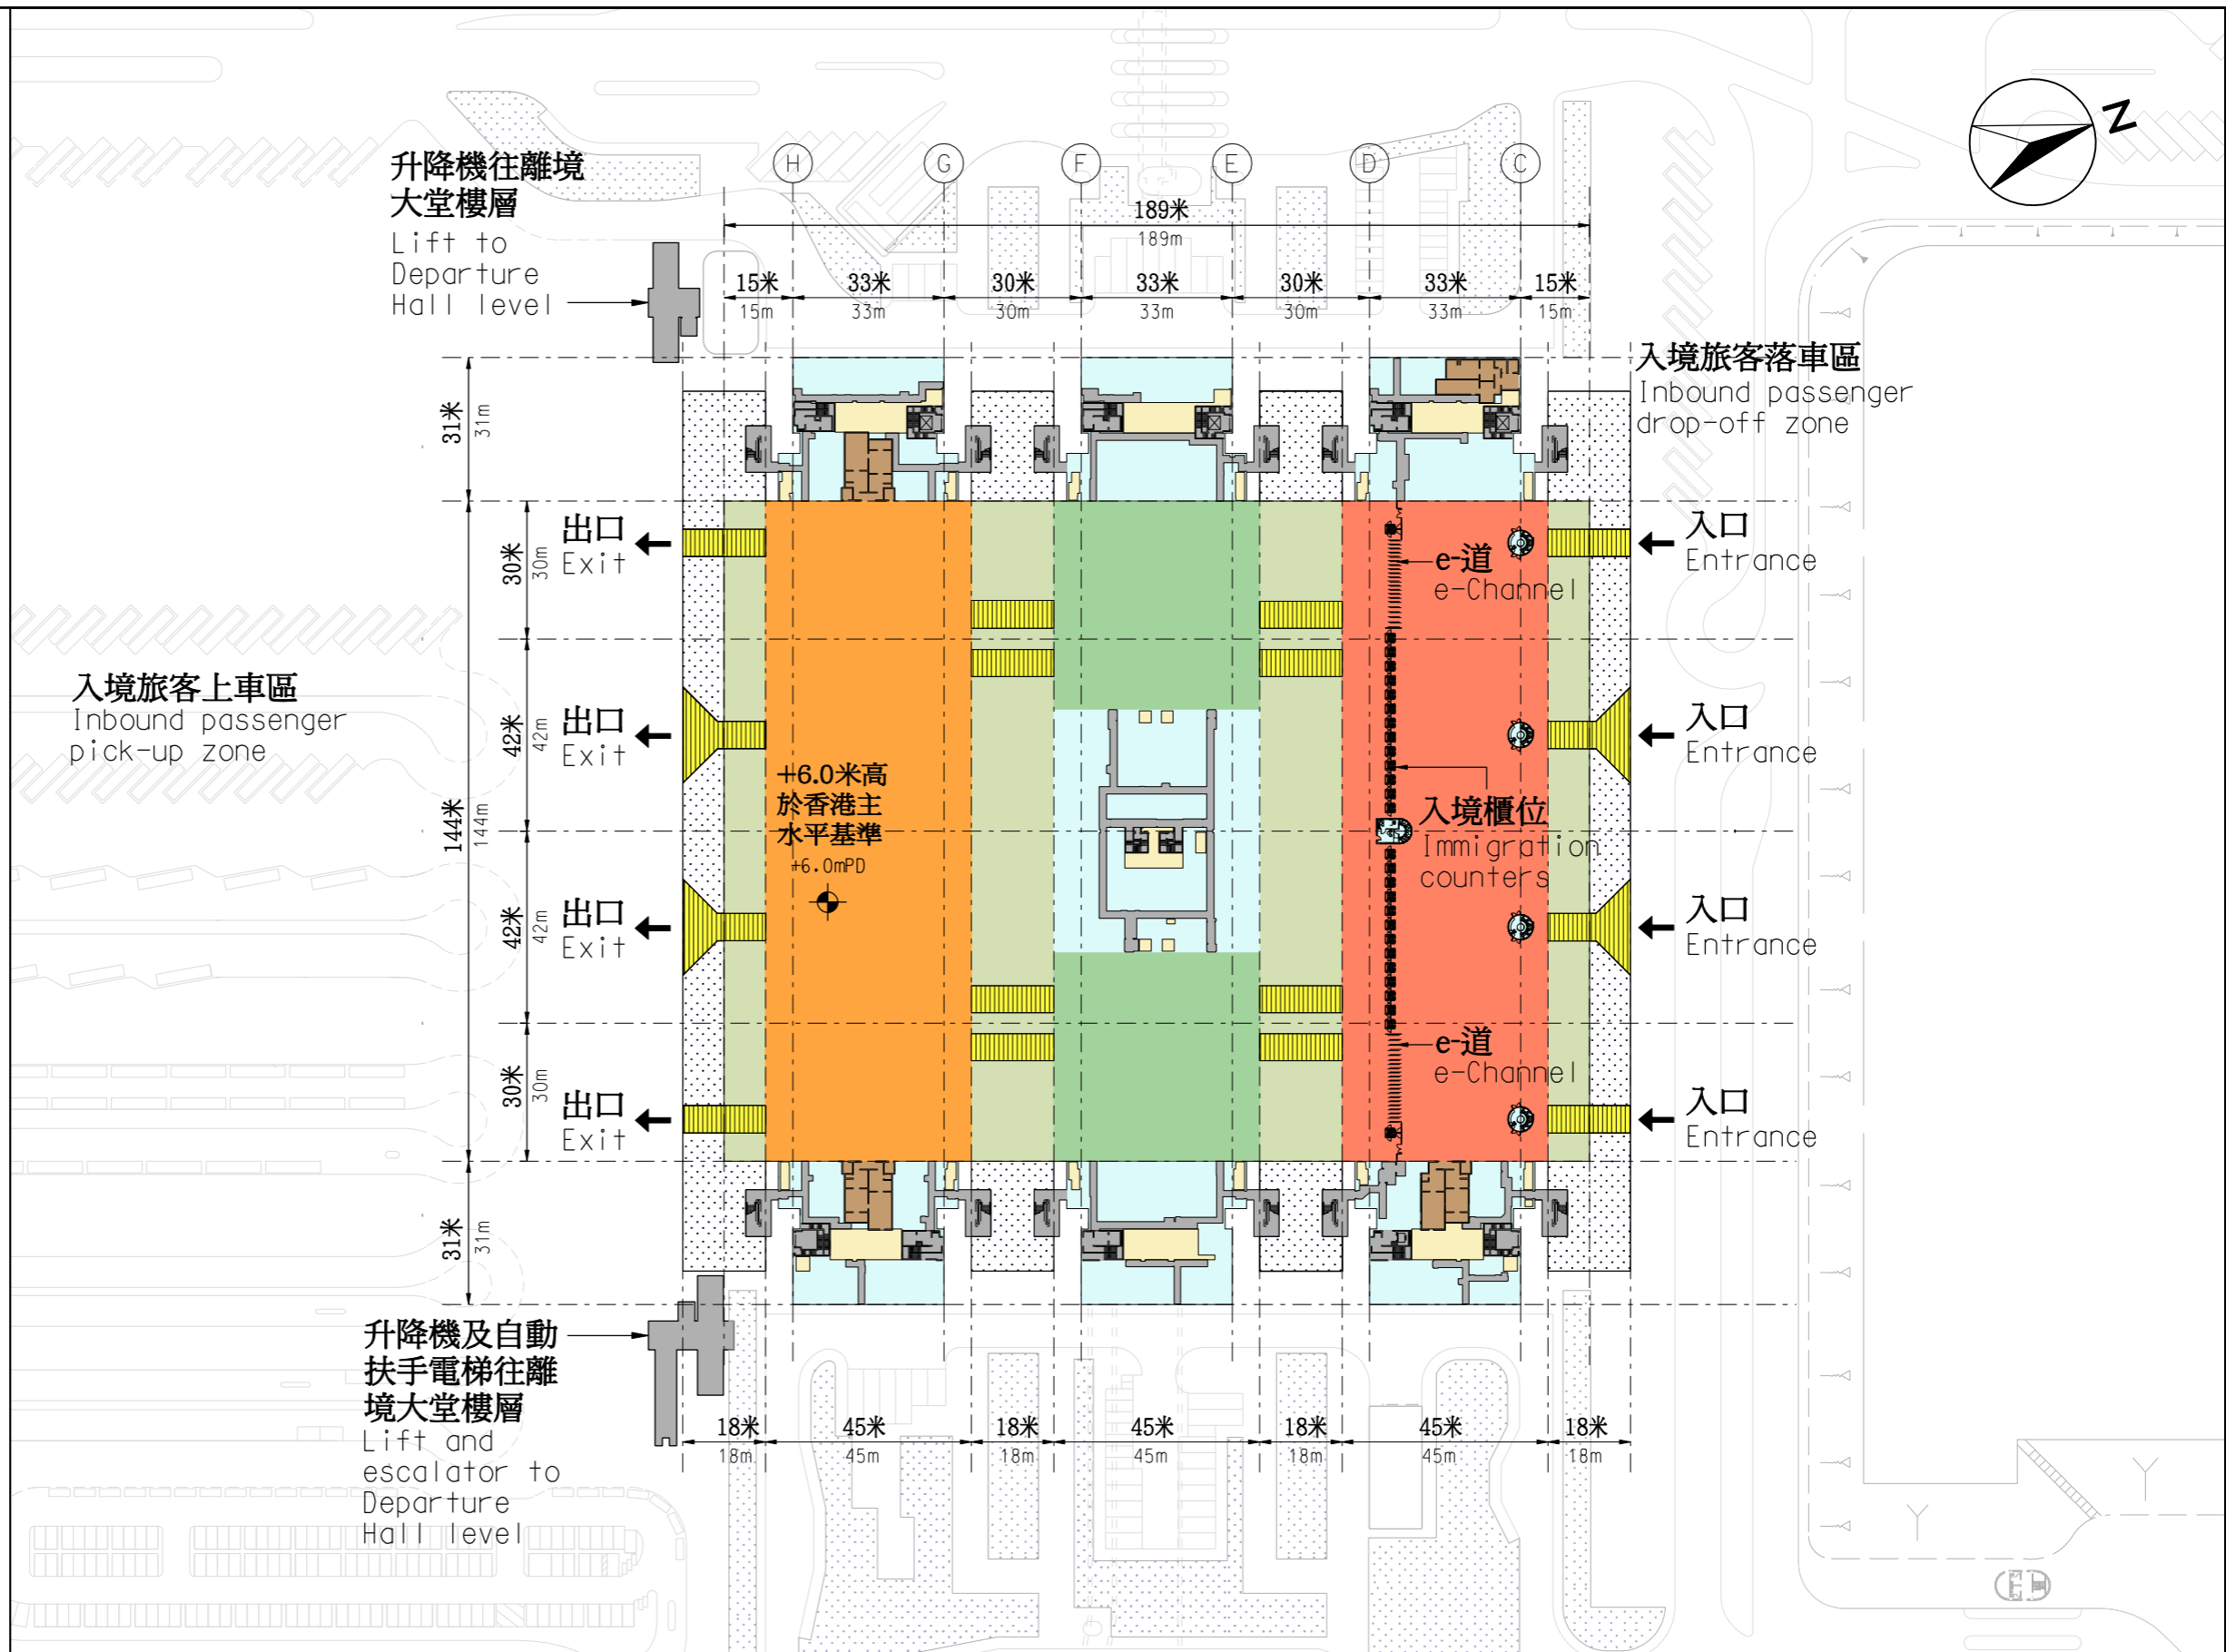 升降機往離境
大堂樓層
Lift to
Departure
Hall level
H
G
F
E
D
C
N
189米
189m
15米
33米
30米
33米
30米
33米
15米
15m
33m
30m
33m
30m
33m
15m
入境旅客落車區
Inbound passenger
drop-off zone
31米
31m
144米
144m
30米
30m
42米
42m
42米
42m
30米
30m
31米
31m
出口
Exit
出口
Exit
出口
Exit
出口
Exit
入境旅客上車區
Inbound passenger
pick-up zone
+6.0米高
於香港主
水平基準
+6.0mPD
e-道
e-Channel
入境櫃位
Immigration
counters
e-道
e-Channel
入口
Entrance
入口
Entrance
入口
Entrance
入口
Entrance
升降機及自動
扶手電梯往離
境大堂樓層
Lift and
escalator to
Departure
Hall level
18米
45米
18米
45米
18米
45米
18米
18m
45m
18m
45m
18m
45m
18m